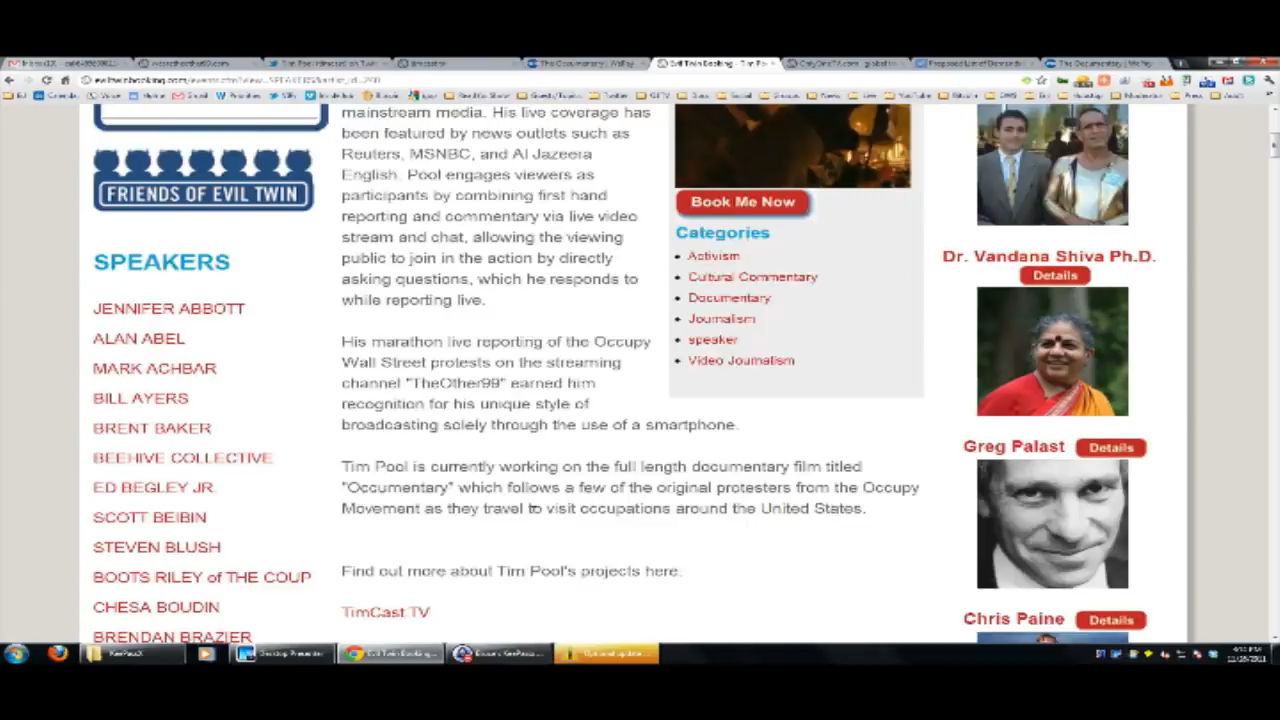 eviltwinbooking.com/events.cfm?view
FRIENDS OF EVIL TWIN
SPEAKERS
JENNIFER ABBOTT
ALAN ABEL
MARK ACHBAR
BILL AYERS
BRENT BAKER
BEEHIVE COLLECTIVE
ED BEGLEY JR.
SCOTT BEIBIN
STEVEN BLUSH
BOOTS RILEY of THE COUP
CHESA BOUDIN
BRENDAN BRAZIER
mainstream media. His live coverage has
been featured by news outlets such as
Reuters, MSNBC, and Al Jazeera
English. Pool engages viewers as
participants by combining first hand
reporting and commentary via live video
stream and chat, allowing the viewing
public to join in the action by directly
asking questions, which he responds to
while reporting live.
His marathon live reporting of the Occupy
Wall Street protests on the streaming
channel "TheOther99" earned him
recognition for his unique style of
broadcasting solely through the use of a smartphone.
Tim Pool is currently working on the full length documentary film titled
"Occumentary" which follows a few of the original protesters from the Occupy
Movement as they travel to visit occupations around the United States.
Find out more about Tim Pool's projects here.
TimCast TV
Book Me Now
Categories
Activism
Cultural Commentary
Documentary
Journalism
speaker
Video Journalism
Dr. Vandana Shiva Ph.D.
Details
Greg Palast Details
Chris Paine Details